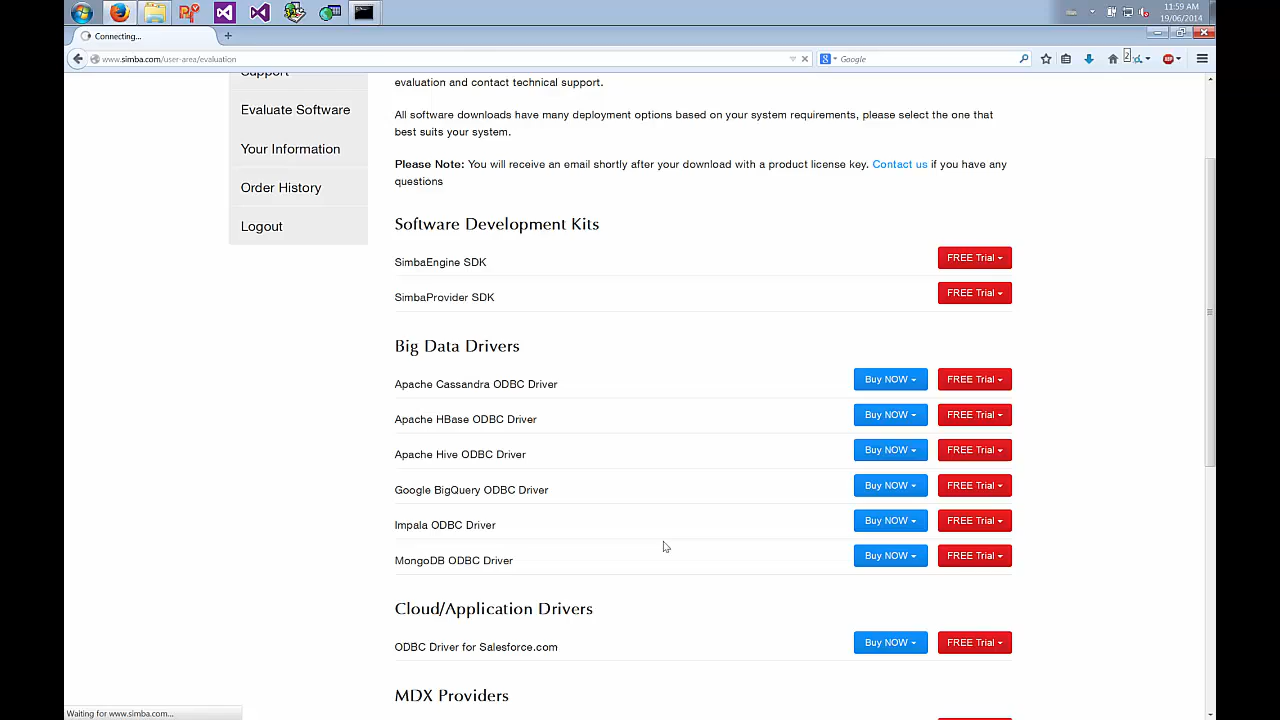 11:59 AM
19/06/2014
Connecting...
www.simba.com/user-area/evaluation
Google
2
ABP
Support
Evaluate Software
Your Information
Order History
Logout
evaluation and contact technical support.
All software downloads have many deployment options based on your system requirements, please select the one that
best suits your system.
Please Note: You will receive an email shortly after your download with a product license key. Contact us if you have any
questions
Software Development Kits
SimbaEngine SDK FREE Trial
SimbaProvider SDK FREE Trial
Big Data Drivers
Apache Cassandra ODBC Driver Buy NOW FREE Trial
Apache HBase ODBC Driver Buy NOW FREE Trial
Apache Hive ODBC Driver Buy NOW FREE Trial
Google BigQuery ODBC Driver Buy NOW FREE Trial
Impala ODBC Driver Buy NOW FREE Trial
MongoDB ODBC Driver Buy NOW FREE Trial
Cloud/Application Drivers
ODBC Driver for Salesforce.com Buy NOW FREE Trial
MDX Providers
Waiting for www.simba.com...